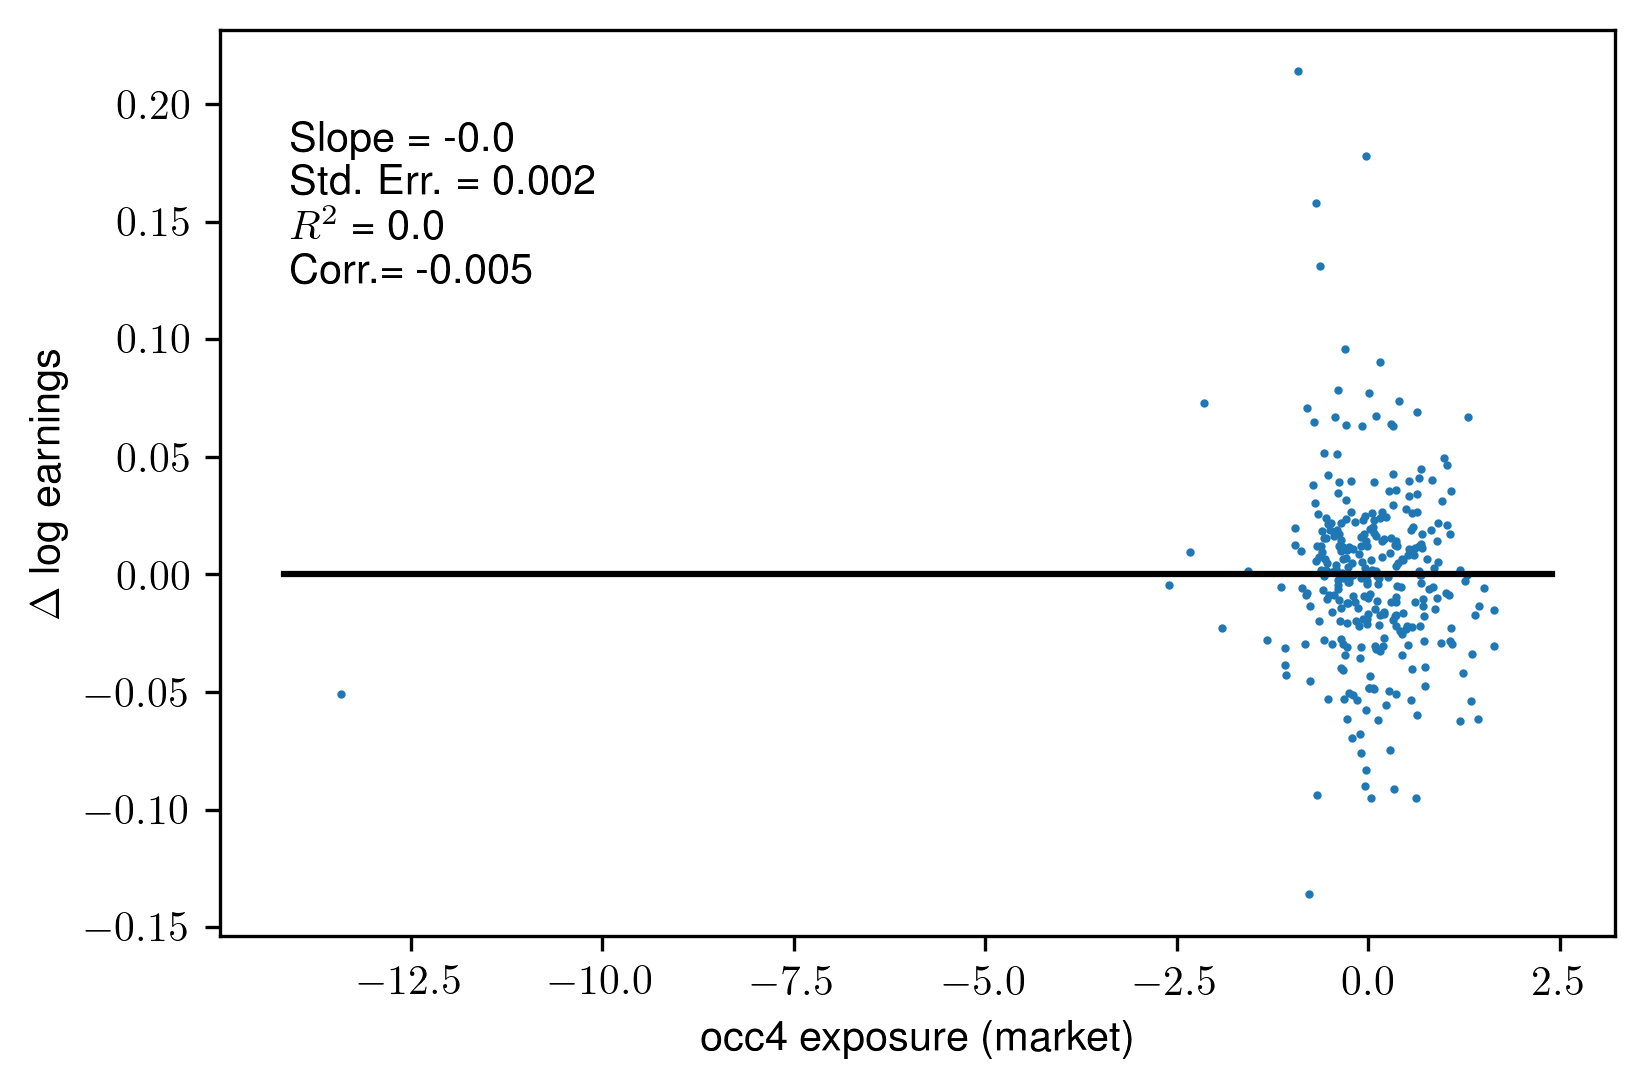 0.20
0.15
0.10
0.05
0.00
−0.05
−0.10
−0.15
Δ log earnings
Slope = -0.0
Std. Err. = 0.002
R² = 0.0
Corr.= -0.005
−12.5 −10.0 −7.5 −5.0 −2.5 0.0 2.5
occ4 exposure (market)